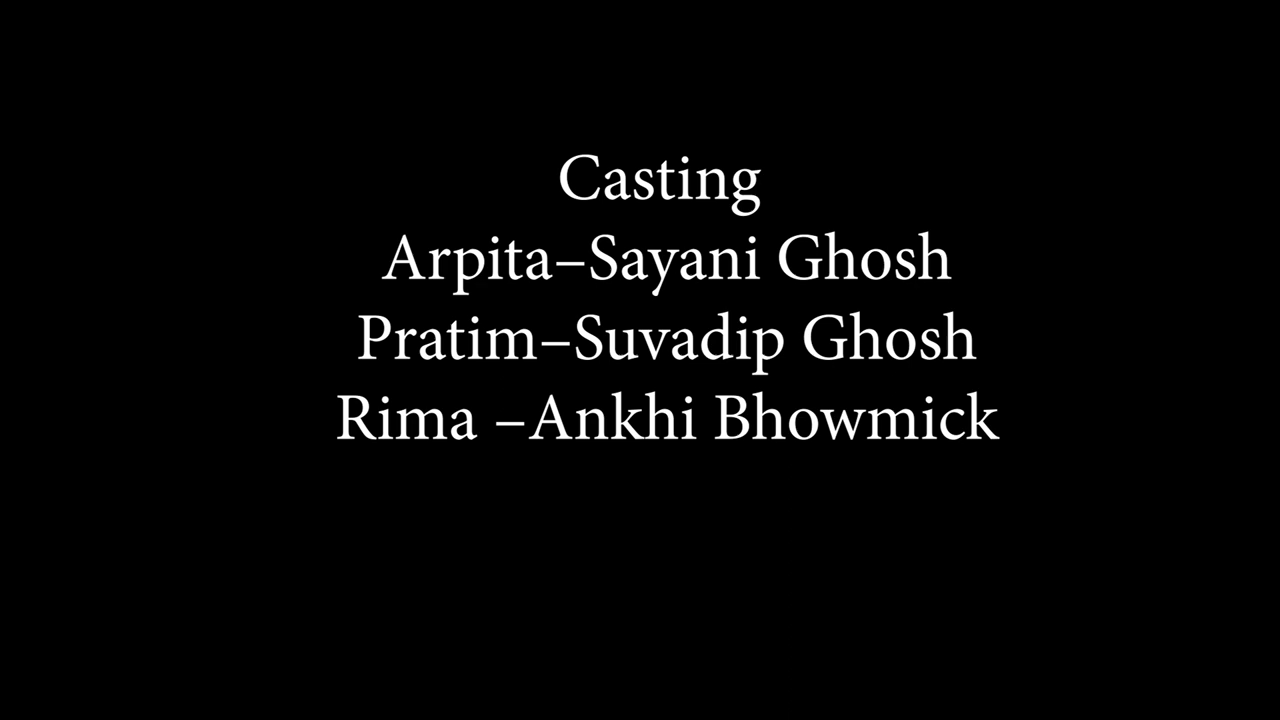 Casting
Arpita–Sayani Ghosh
Pratim–Suvadip Ghosh
Rima –Ankhi Bhowmick